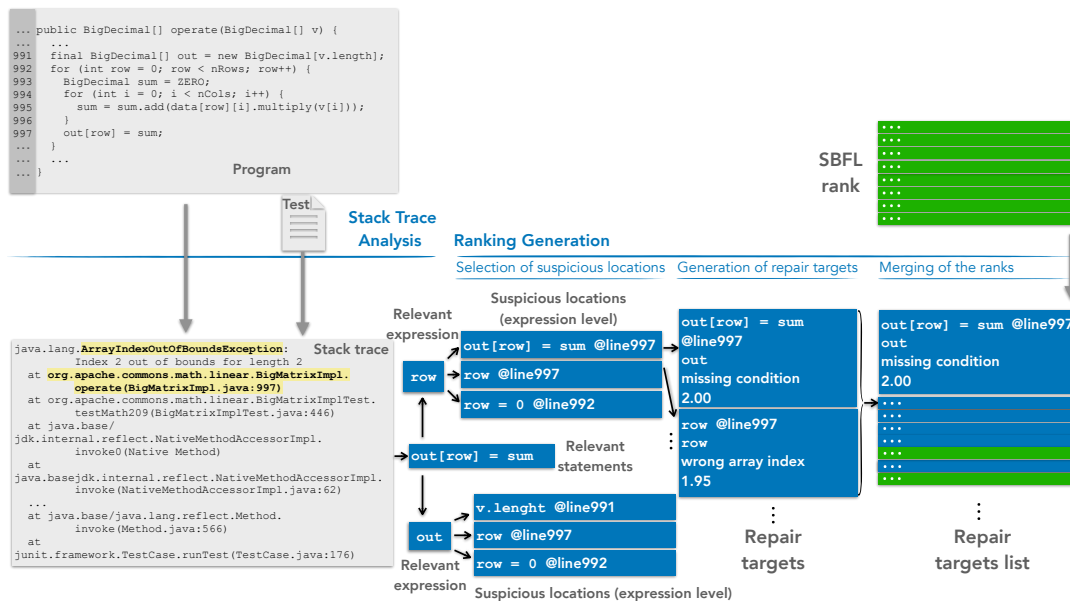 ... public BigDecimal[] operate(BigDecimal[] v) {
... ...
991 final BigDecimal[] out = new BigDecimal[v.length];
992 for (int row = 0; row < nRows; row++) {
993 BigDecimal sum = ZERO;
994 for (int i = 0; i < nCols; i++) {
995 sum = sum.add(data[row][i].multiply(v[i]));
996 }
997 out[row] = sum;
... }
... ...
... }
Program
Test
Stack Trace
Analysis
Ranking Generation
Selection of suspicious locations
Generation of repair targets
Merging of the ranks
SBFL
rank
...
...
...
...
...
...
...
...
java.lang.ArrayIndexOutOfBoundsException:
Index 2 out of bounds for length 2
at org.apache.commons.math.linear.BigMatrixImpl.
operate(BigMatrixImpl.java:997)
at org.apache.commons.math.linear.BigMatrixImplTest.
testMath209(BigMatrixImplTest.java:446)
at java.base/
jdk.internal.reflect.NativeMethodAccessorImpl.
invoke0(Native Method)
at
java.basejdk.internal.reflect.NativeMethodAccessorImpl.
invoke(NativeMethodAccessorImpl.java:62)
...
at java.base/java.lang.reflect.Method.
invoke(Method.java:566)
at
junit.framework.TestCase.runTest(TestCase.java:176)
Stack trace
Relevant
expression
row
Suspicious locations
(expression level)
out[row] = sum @line997
row @line997
row = 0 @line992
out[row] = sum
Relevant
statements
out
Relevant
expression
v.lenght @line991
row @line997
row = 0 @line992
Suspicious locations (expression level)
out[row] = sum
@line997
out
missing condition
2.00
row @line997
row
wrong array index
1.95
Repair
targets
out[row] = sum @line997
out
missing condition
2.00
...
...
...
...
...
...
...
Repair
targets list